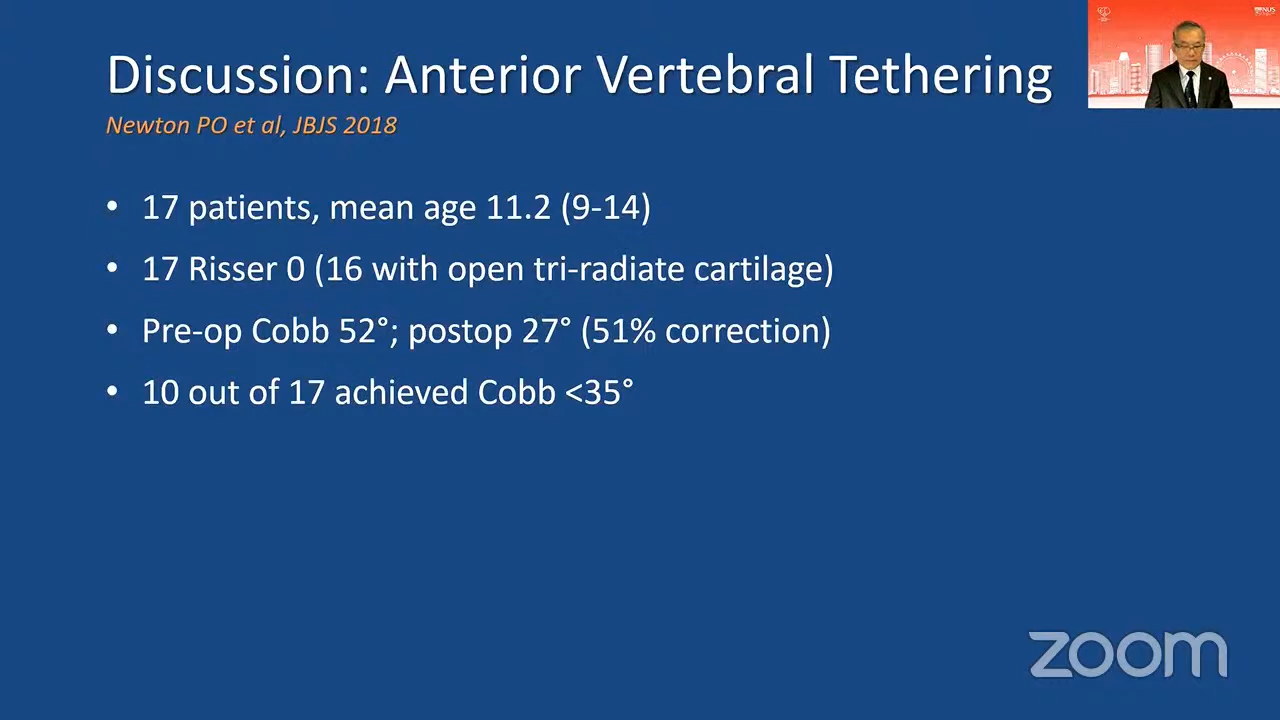 Discussion: Anterior Vertebral Tethering
Newton PO et al, JBJS 2018
• 17 patients, mean age 11.2 (9-14)
• 17 Risser 0 (16 with open tri-radiate cartilage)
• Pre-op Cobb 52°; postop 27° (51% correction)
• 10 out of 17 achieved Cobb <35°
NUS
zoom